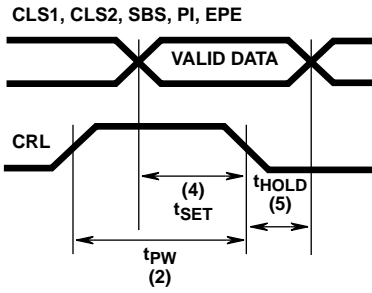 CLS1, CLS2, SBS, PI, EPE
VALID DATA
CRL
(4)
tSET
tHOLD
(5)
tPW
(2)